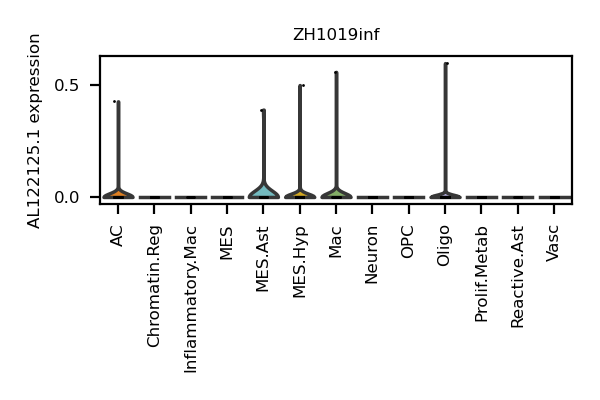 ZH1019inf
AL122125.1 expression
0.5
0.0
AC
Chromatin.Reg
Inflammatory.Mac
MES
MES.Ast
MES.Hyp
Mac
Neuron
OPC
Oligo
Prolif.Metab
Reactive.Ast
Vasc